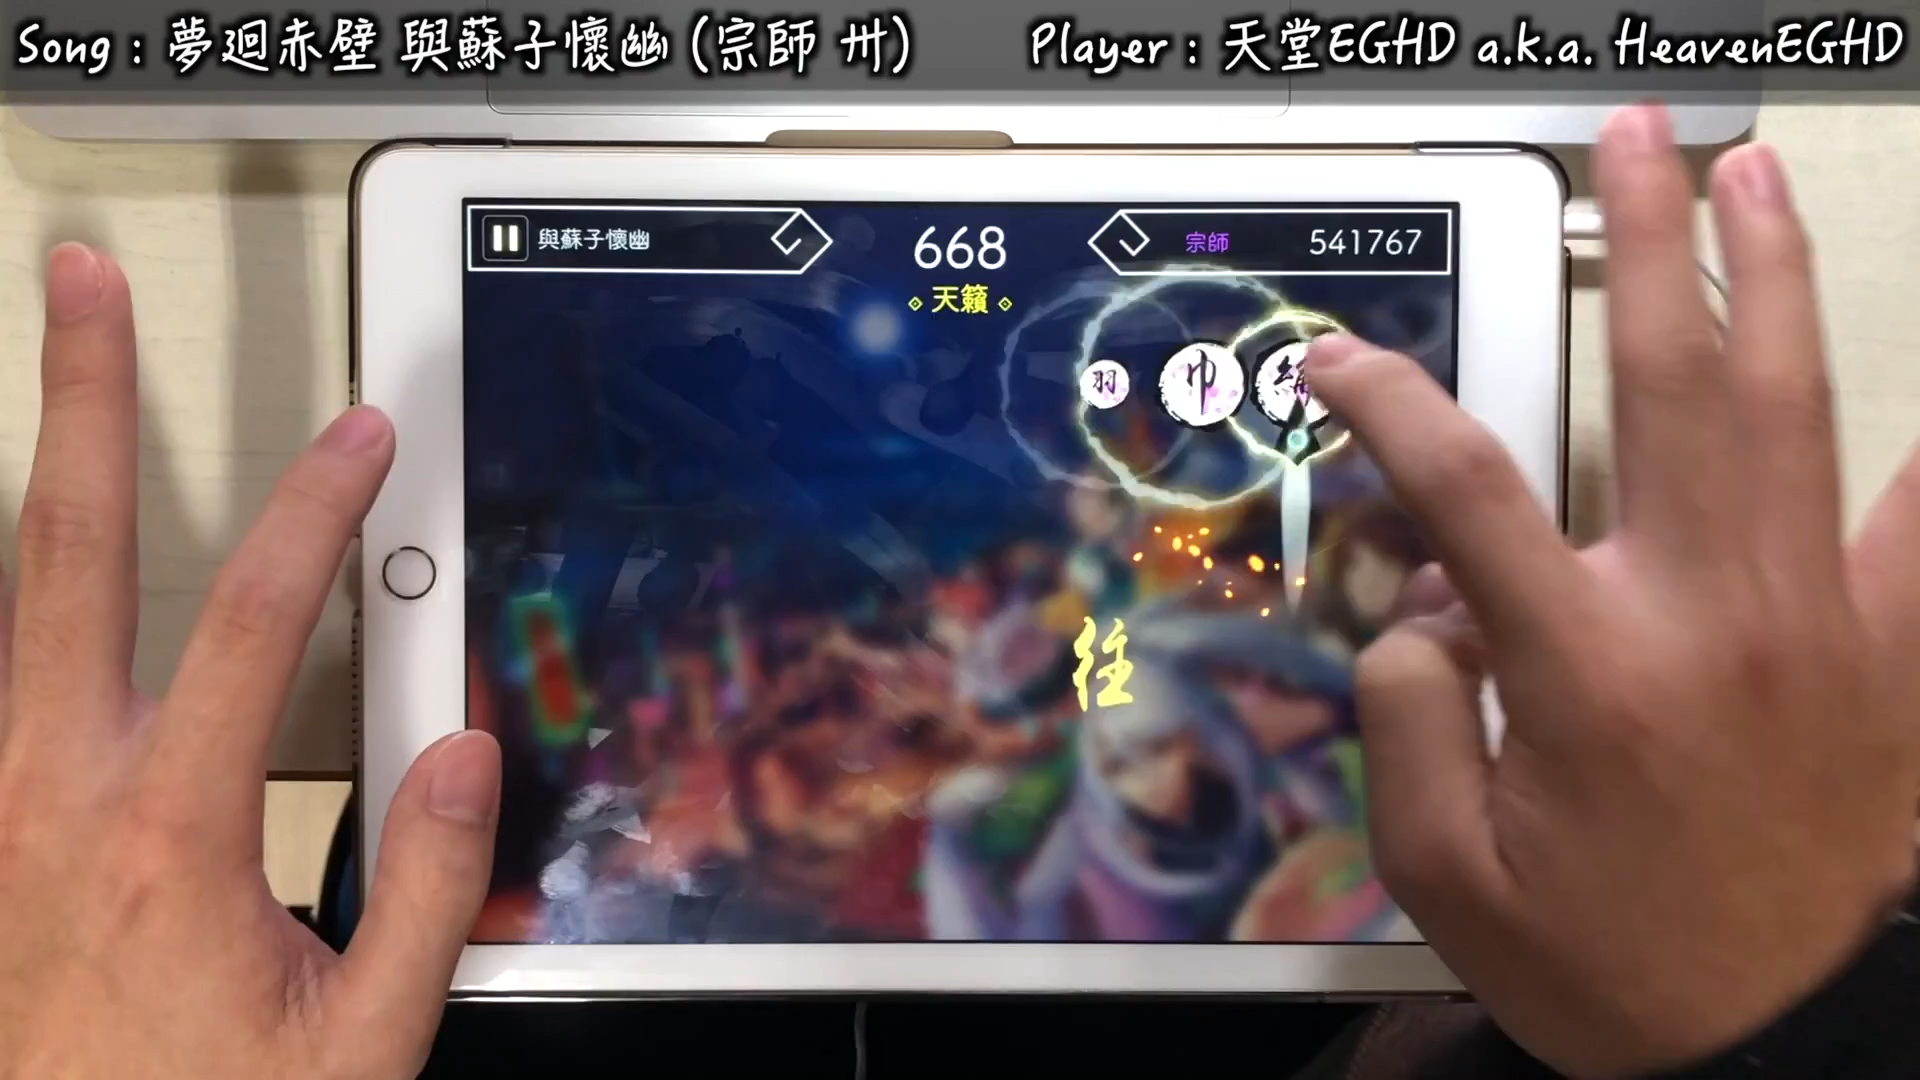 Song : 夢迴赤壁 與蘇子懷幽 (宗師 卅)
Player : 天堂EGHD a.k.a. HeavenEGHD
與蘇子懷幽
668
宗師
541767
天籟
羽
巾
往